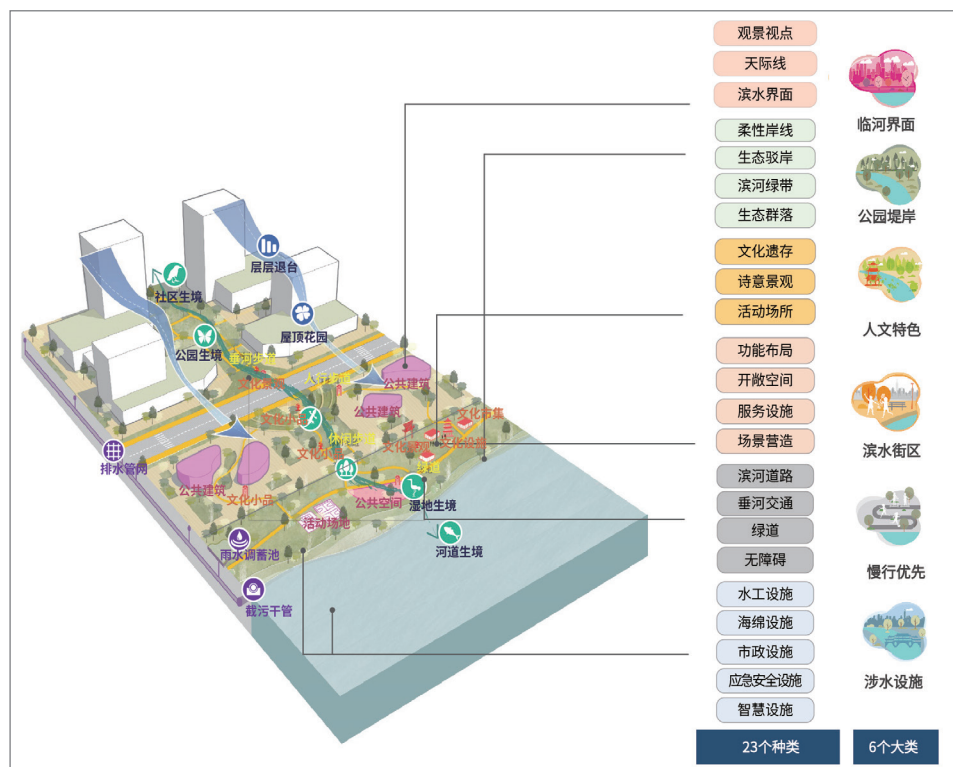 观景视点
天际线
滨水界面
临河界面
柔性岸线
生态驳岸
滨河绿带
生态群落
公园堤岸
文化遗存
诗意景观
活动场所
人文特色
功能布局
开敞空间
服务设施
场景营造
滨水街区
滨河道路
垂河交通
绿道
无障碍
慢行优先
水工设施
海绵设施
市政设施
应急安全设施
智慧设施
涉水设施
23个种类
6个大类
层层退台
社区生境
屋顶花园
公园生境
垂河步道
公共建筑
公共建筑
文化小品
文化市集
文化设施
休闲步道
文化小品
绿道
排水管网
公共建筑
文化小品
公共空间
湿地生境
活动场地
河道生境
雨水调蓄池
截污干管